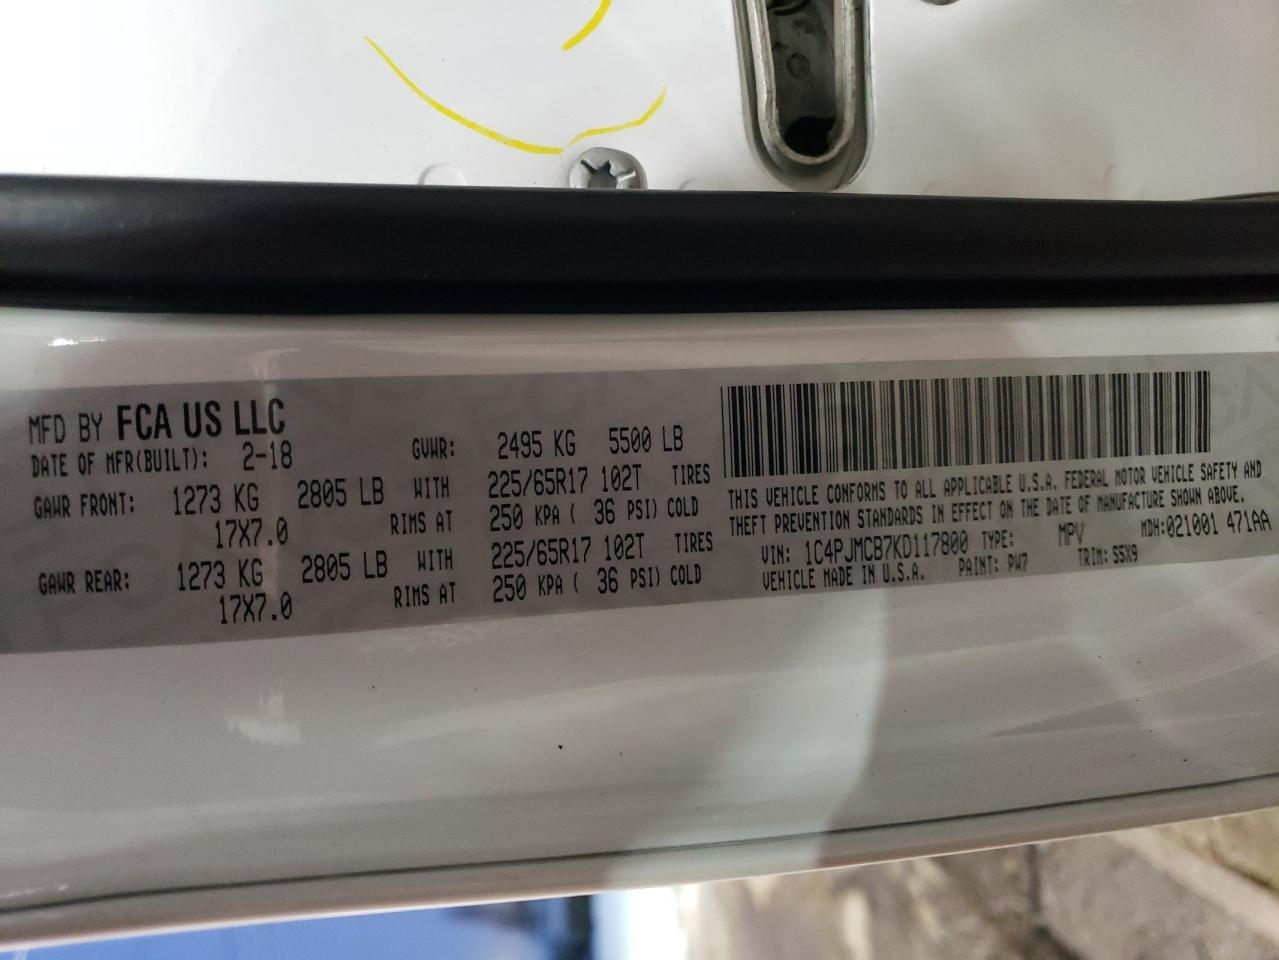 MFD BY FCA US LLC
DATE OF MFR(BUILT): 2-18 GVWR: 2495 KG 5500 LB
GAWR FRONT: 1273 KG 2805 LB WITH 225/65R17 102T TIRES
17X7.0 RIMS AT 250 KPA ( 36 PSI) COLD
GAWR REAR: 1273 KG 2805 LB WITH 225/65R17 102T TIRES
17X7.0 RIMS AT 250 KPA ( 36 PSI) COLD
THIS VEHICLE CONFORMS TO ALL APPLICABLE U.S.A. FEDERAL MOTOR VEHICLE SAFETY AND
THEFT PREVENTION STANDARDS IN EFFECT ON THE DATE OF MANUFACTURE SHOWN ABOVE.
VIN: 1C4PJMCB7KD117800 TYPE: MPV MDH:021001 471AA
VEHICLE MADE IN U.S.A. PAINT: PW7 TRIM: S5X9